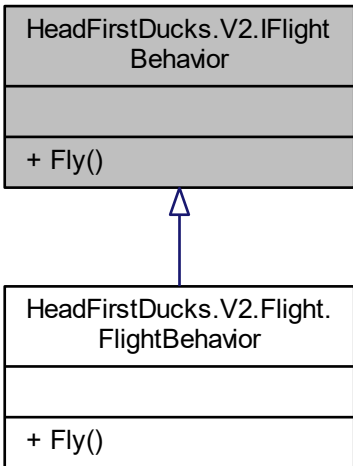 HeadFirstDucks.V2.IFlight
Behavior
+ Fly()
HeadFirstDucks.V2.Flight.
FlightBehavior
+ Fly()